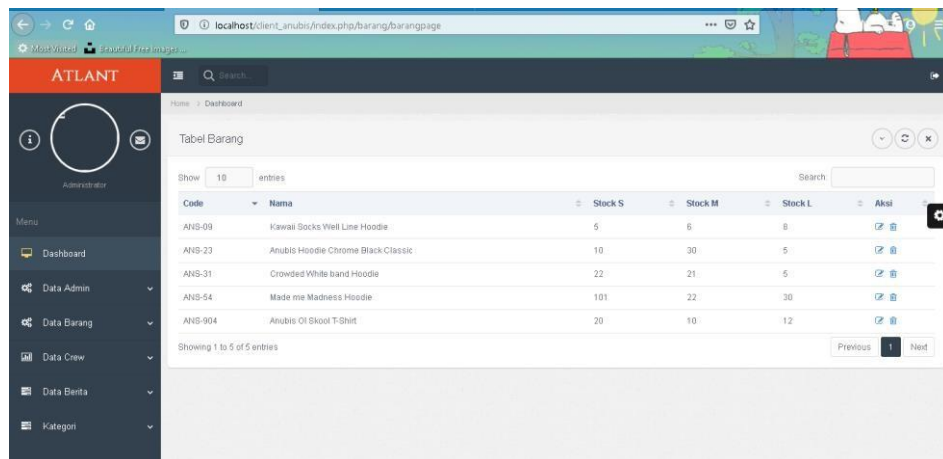 localhost/client_anubis/index.php/barang/barangpage
Most Visited Beautiful Free Images ...
ATLANT
Search...
Home / Dashboard
Administrator
Menu
Dashboard
Data Admin
Data Barang
Data Crew
Data Berita
Kategori
Tabel Barang
Show 10 entries Search:
Code Nama Stock S Stock M Stock L Aksi
ANS-09 Kawaii Socks Well Line Hoodie 5 6 8
ANS-23 Anubis Hoodie Chrome Black Classic 10 30 5
ANS-31 Crowded White band Hoodie 22 21 5
ANS-54 Made me Madness Hoodie 101 22 30
ANS-904 Anubis Ol Skool T-Shirt 20 10 12
Showing 1 to 5 of 5 entries Previous 1 Next